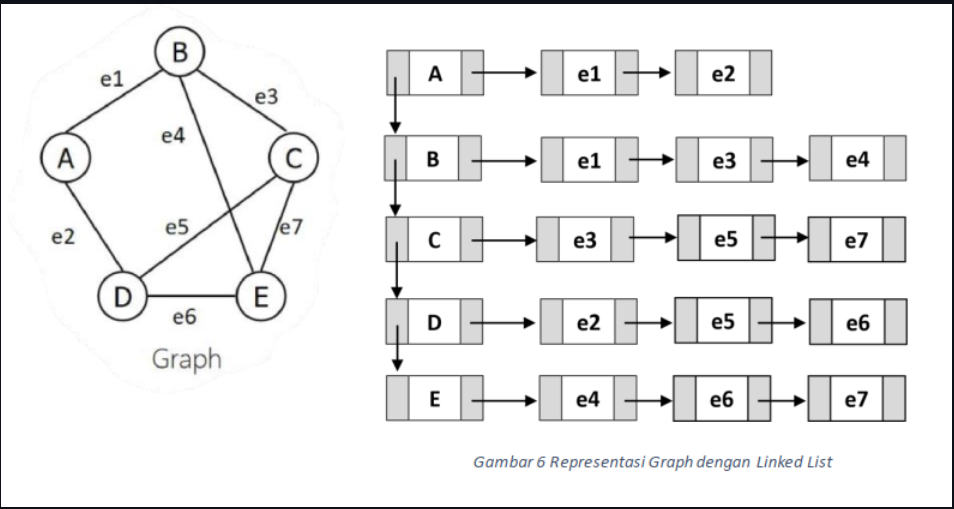 B
e1
e3
e4
A
C
e2
e5
e7
D
E
e6
Graph
A e1 e2
B e1 e3 e4
C e3 e5 e7
D e2 e5 e6
E e4 e6 e7
Gambar 6 Representasi Graph dengan Linked List